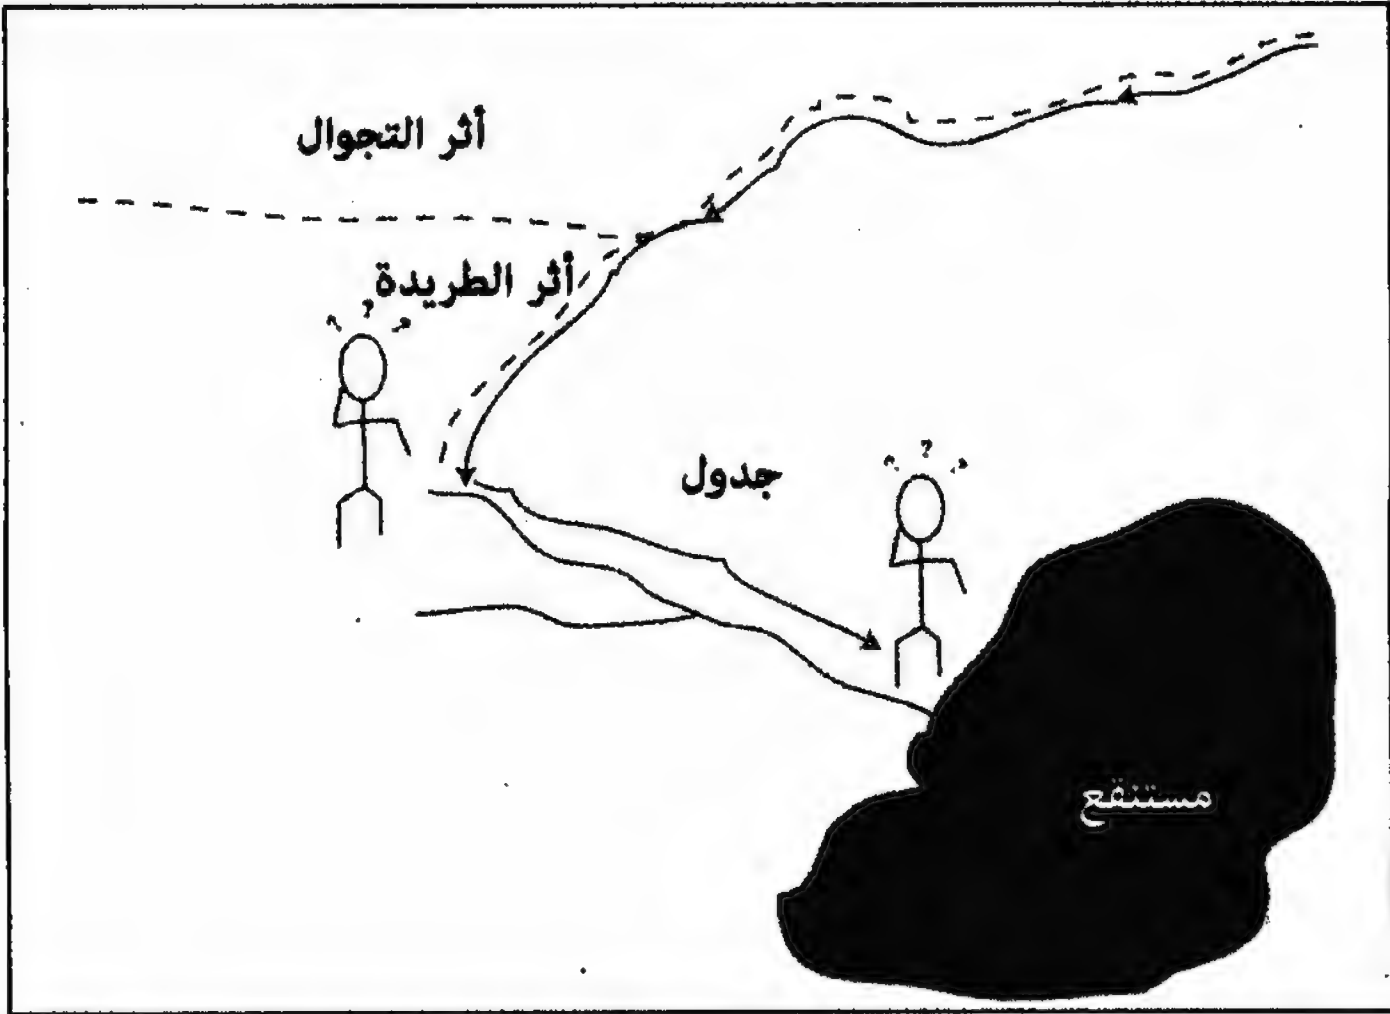 أثر التجوال
أثر الطريدة
?
جدول
?
مستنقع